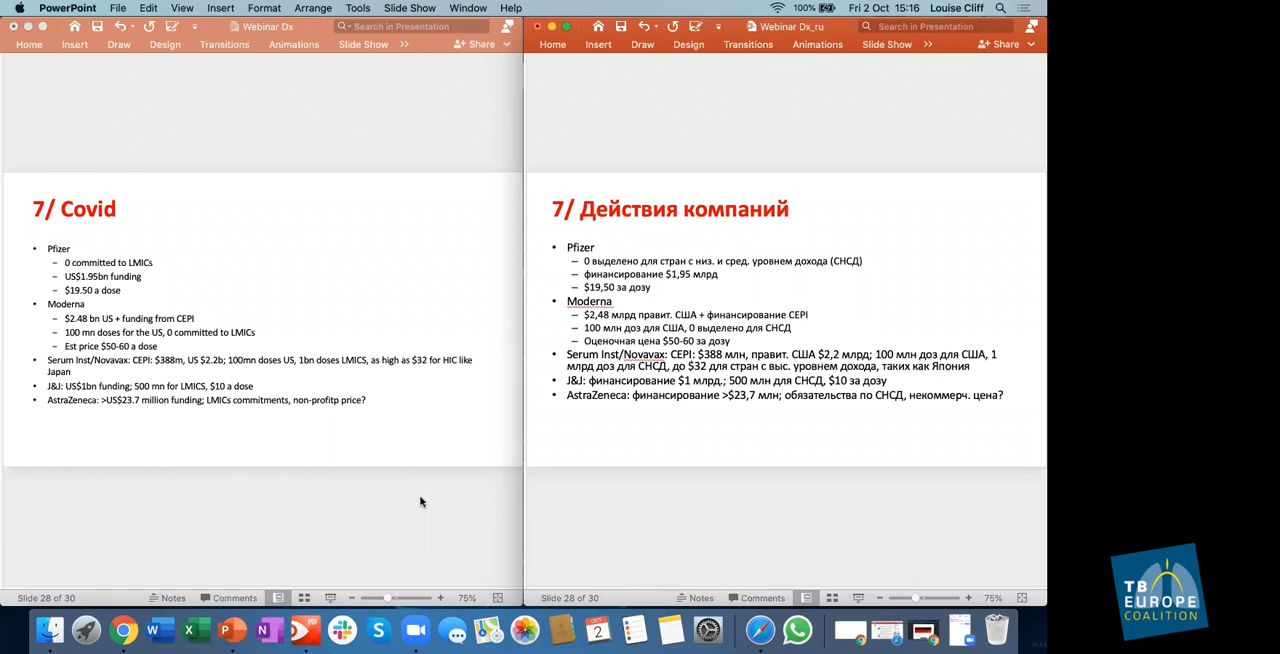 PowerPoint File Edit View Insert Format Arrange Tools Slide Show Window Help 100% Fri 2 Oct 15:16 Louise Cliff
Webinar Dx Search in Presentation
Home Insert Draw Design Transitions Animations Slide Show >> Share
7/ Covid
• Pfizer
– 0 committed to LMICs
– US$1.95bn funding
– $19.50 a dose
• Moderna
– $2.48 bn US + funding from CEPI
– 100 mn doses for the US, 0 committed to LMICs
– Est price $50-60 a dose
• Serum Inst/Novavax: CEPI: $388m, US $2.2b; 100mn doses US, 1bn doses LMICS, as high as $32 for HIC like
Japan
• J&J: US$1bn funding; 500 mn for LMICS, $10 a dose
• AstraZeneca: >US$23.7 million funding; LMICs commitments, non-profitp price?
Slide 28 of 30 Notes Comments 75%
Webinar Dx_ru Search in Presentation
Home Insert Draw Design Transitions Animations Slide Show >> Share
7/ Действия компаний
• Pfizer
– 0 выделено для стран с низ. и сред. уровнем дохода (СНСД)
– финансирование $1,95 млрд
– $19,50 за дозу
• Moderna
– $2,48 млрд правит. США + финансирование CEPI
– 100 млн доз для США, 0 выделено для СНСД
– Оценочная цена $50-60 за дозу
• Serum Inst/Novavax: CEPI: $388 млн, правит. США $2,2 млрд; 100 млн доз для США, 1
млрд доз для СНСД, до $32 для стран с выс. уровнем дохода, таких как Япония
• J&J: финансирование $1 млрд.; 500 млн для СНСД, $10 за дозу
• AstraZeneca: финансирование >$23,7 млн; обязательства по СНСД, некоммерч. цена?
Slide 28 of 30 Notes Comments 75%
OCT
2
TB
EUROPE
COALITION